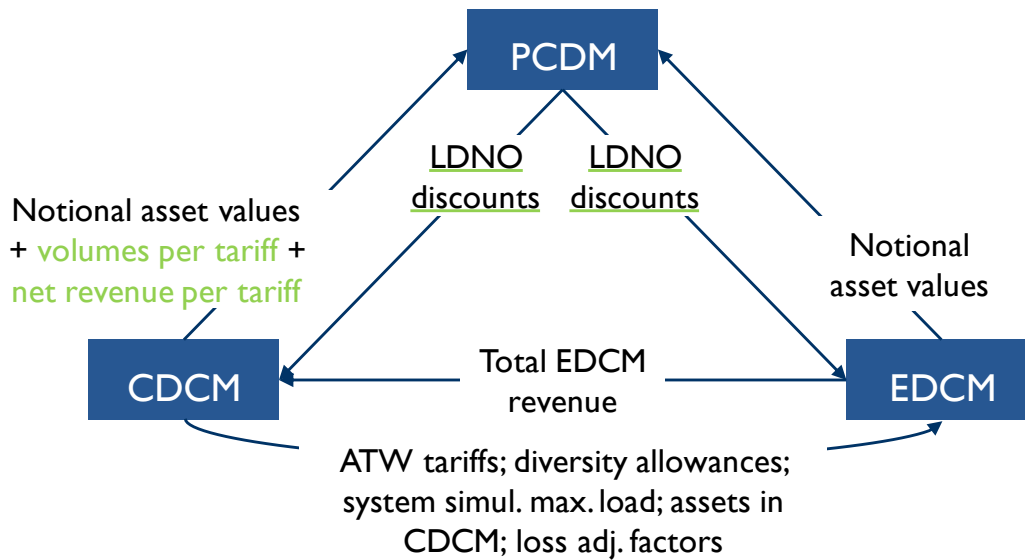 PCDM
LDNO
discounts
LDNO
discounts
Notional asset values
+ volumes per tariff +
net revenue per tariff
Notional
asset values
CDCM
Total EDCM
revenue
EDCM
ATW tariffs; diversity allowances;
system simul. max. load; assets in
CDCM; loss adj. factors